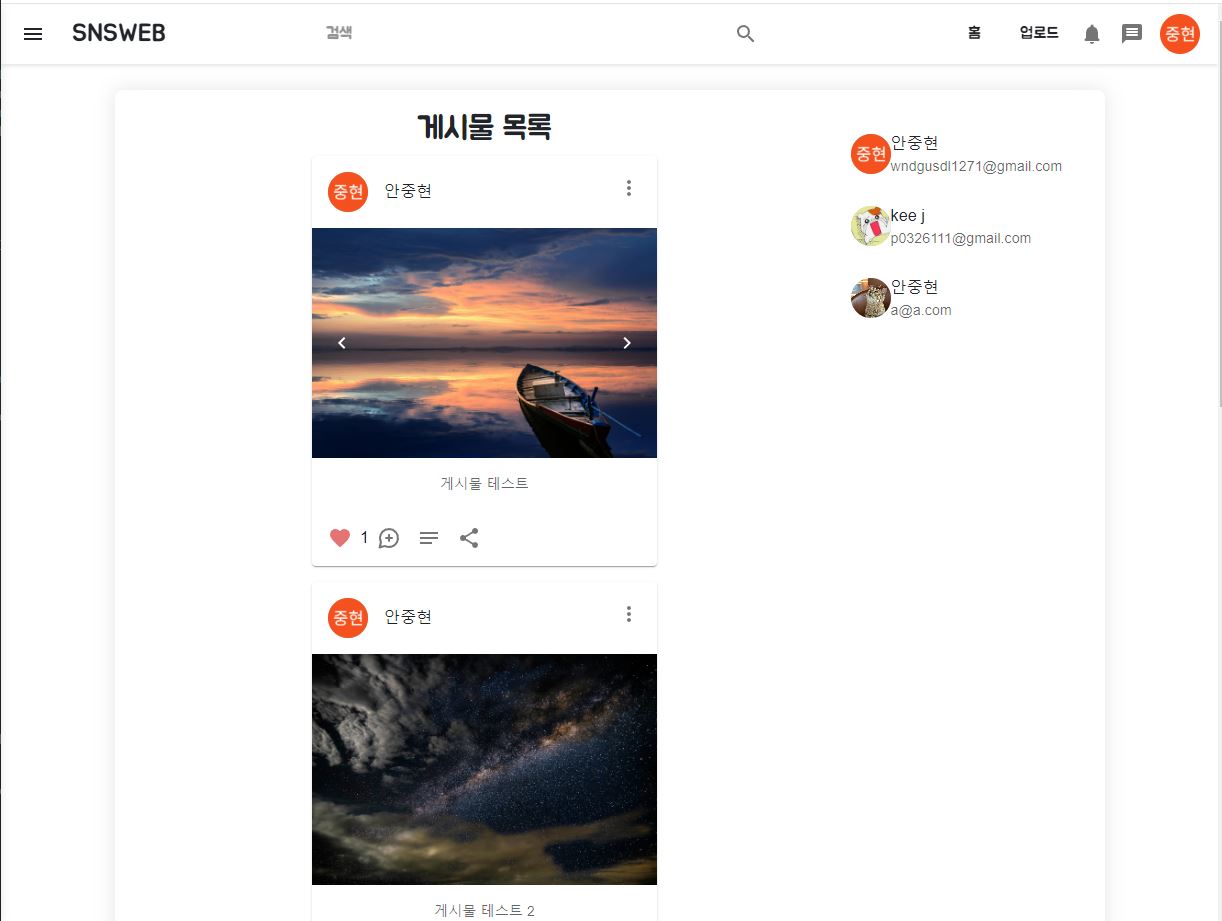 SNSWEB 검색 홈 업로드 중현
게시물 목록
중현 안중현
게시물 테스트
1
중현 안중현
게시물 테스트 2
중현 안중현
wndgusdl1271@gmail.com
kee j
p0326111@gmail.com
안중현
a@a.com